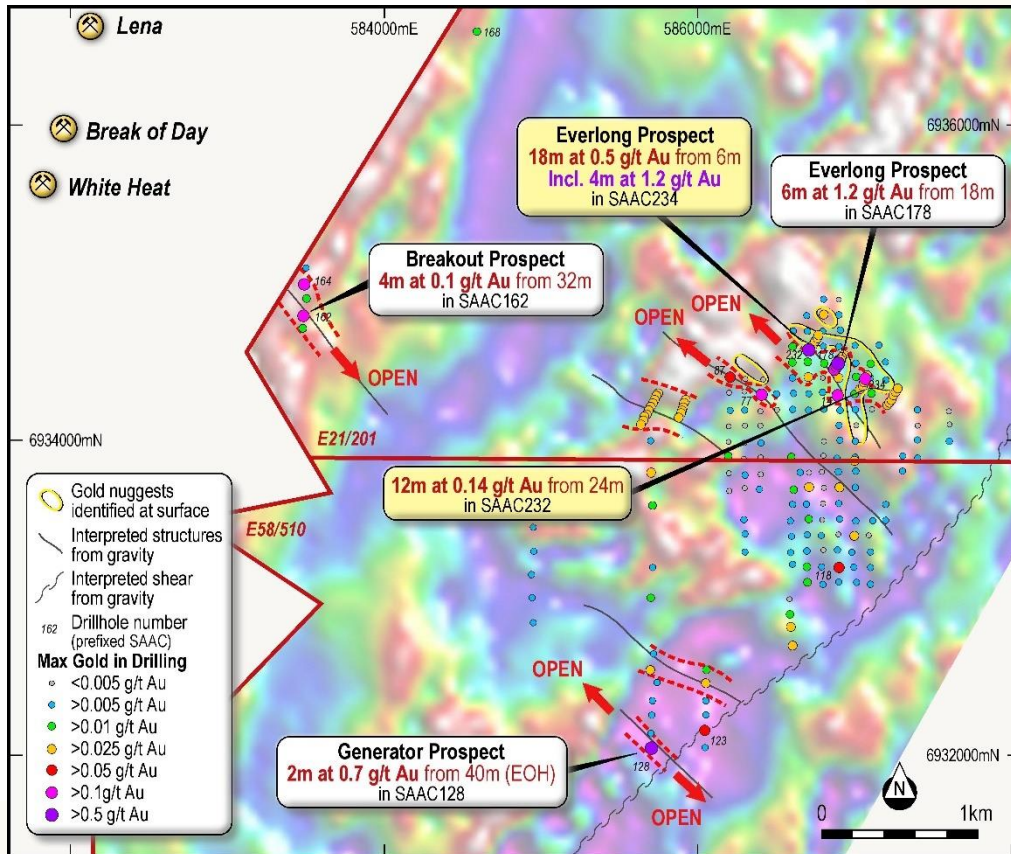 Lena
Break of Day
White Heat
584000mE
586000mE
168
6936000mN
Everlong Prospect
18m at 0.5 g/t Au from 6m
Incl. 4m at 1.2 g/t Au
in SAAC234
Everlong Prospect
6m at 1.2 g/t Au from 18m
in SAAC178
Breakout Prospect
4m at 0.1 g/t Au from 32m
in SAAC162
164
162
OPEN
OPEN
OPEN
232
178
87
77
234
6934000mN
E21/201
E58/510
12m at 0.14 g/t Au from 24m
in SAAC232
118
Gold nuggests
identified at surface
Interpreted structures
from gravity
Interpreted shear
from gravity
162 Drillhole number
(prefixed SAAC)
Max Gold in Drilling
<0.005 g/t Au
>0.005 g/t Au
>0.01 g/t Au
>0.025 g/t Au
>0.05 g/t Au
>0.1g/t Au
>0.5 g/t Au
OPEN
Generator Prospect
2m at 0.7 g/t Au from 40m (EOH)
in SAAC128
128
123
OPEN
6932000mN
N
0 1km